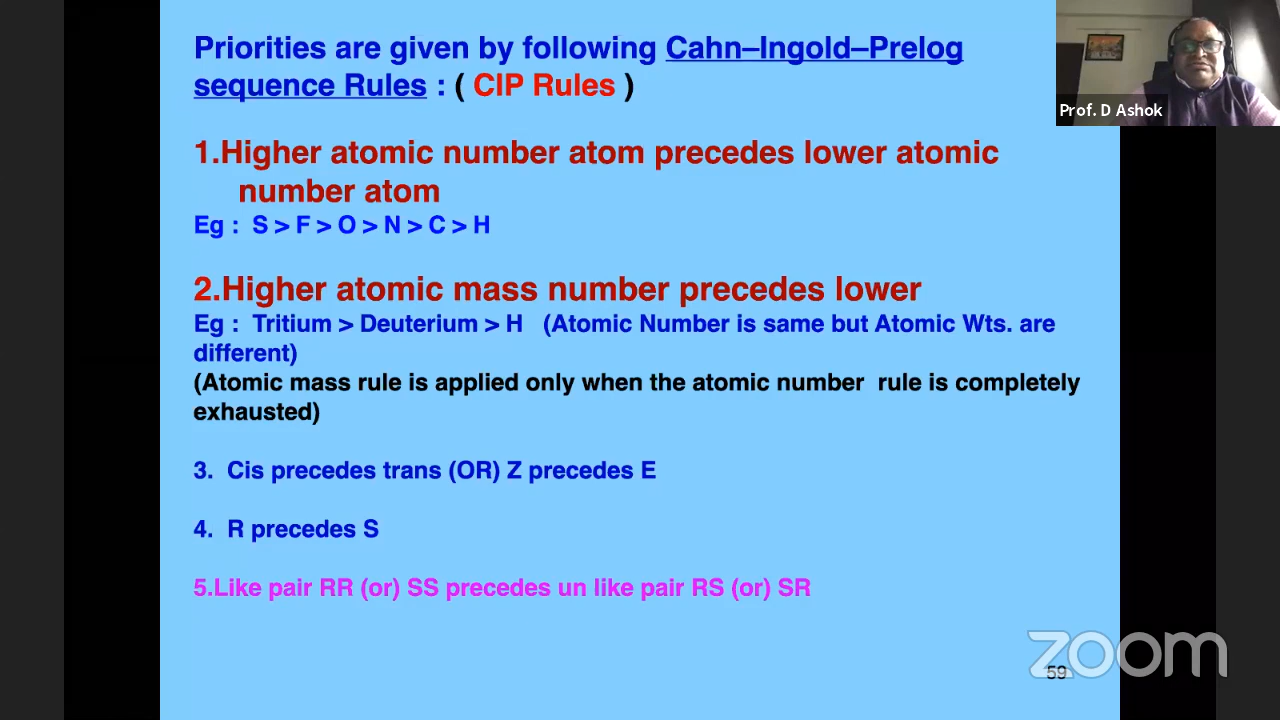 Priorities are given by following Cahn–Ingold–Prelog
sequence Rules : ( CIP Rules )
1.Higher atomic number atom precedes lower atomic
number atom
Eg : S > F > O > N > C > H
2.Higher atomic mass number precedes lower
Eg : Tritium > Deuterium > H (Atomic Number is same but Atomic Wts. are
different)
(Atomic mass rule is applied only when the atomic number rule is completely
exhausted)
3. Cis precedes trans (OR) Z precedes E
4. R precedes S
5.Like pair RR (or) SS precedes un like pair RS (or) SR
Prof. D Ashok
zoom
59